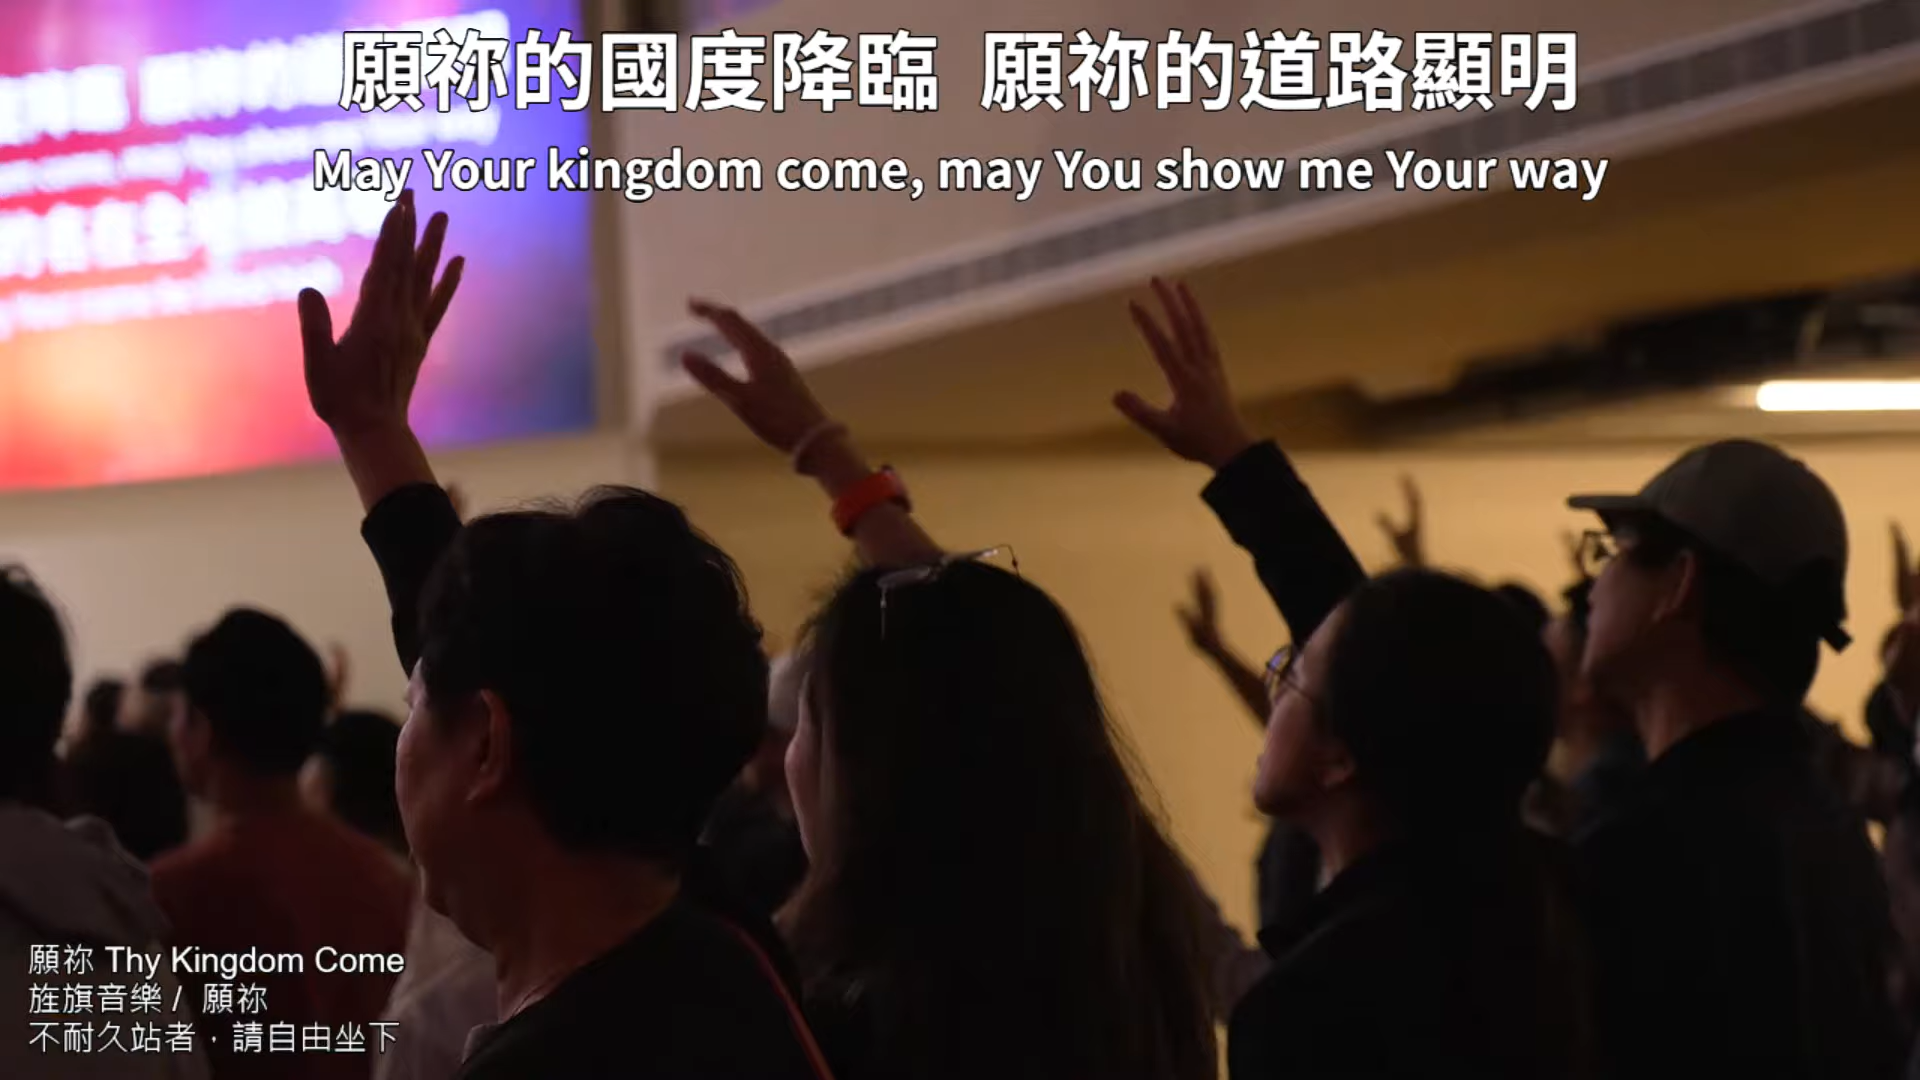 願祢的國度降臨 願祢的道路顯明
May Your kingdom come, may You show me Your way
願祢 Thy Kingdom Come
旌旗音樂 / 願祢
不耐久站者，請自由坐下